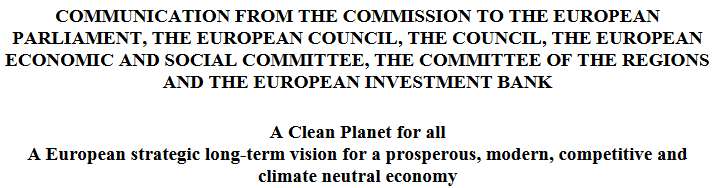 COMMUNICATION FROM THE COMMISSION TO THE EUROPEAN
PARLIAMENT, THE EUROPEAN COUNCIL, THE COUNCIL, THE EUROPEAN
ECONOMIC AND SOCIAL COMMITTEE, THE COMMITTEE OF THE REGIONS
AND THE EUROPEAN INVESTMENT BANK
A Clean Planet for all
A European strategic long-term vision for a prosperous, modern, competitive and
climate neutral economy